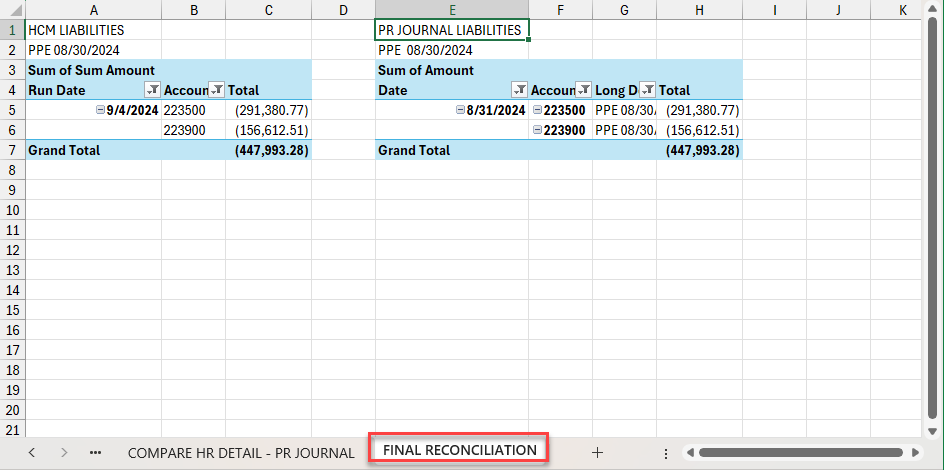 A B C D E F G H I J K
1 HCM LIABILITIES PR JOURNAL LIABILITIES
2 PPE 08/30/2024 PPE 08/30/2024
3 Sum of Sum Amount Sum of Amount
4 Run Date Accoun Total Date Accoun Long D Total
5 9/4/2024 223500 (291,380.77) 8/31/2024 223500 PPE 08/30/ (291,380.77)
6 223900 (156,612.51) 223900 PPE 08/30/ (156,612.51)
7 Grand Total (447,993.28) Grand Total (447,993.28)
8
9
10
11
12
13
14
15
16
17
18
19
20
21
... COMPARE HR DETAIL - PR JOURNAL FINAL RECONCILIATION +